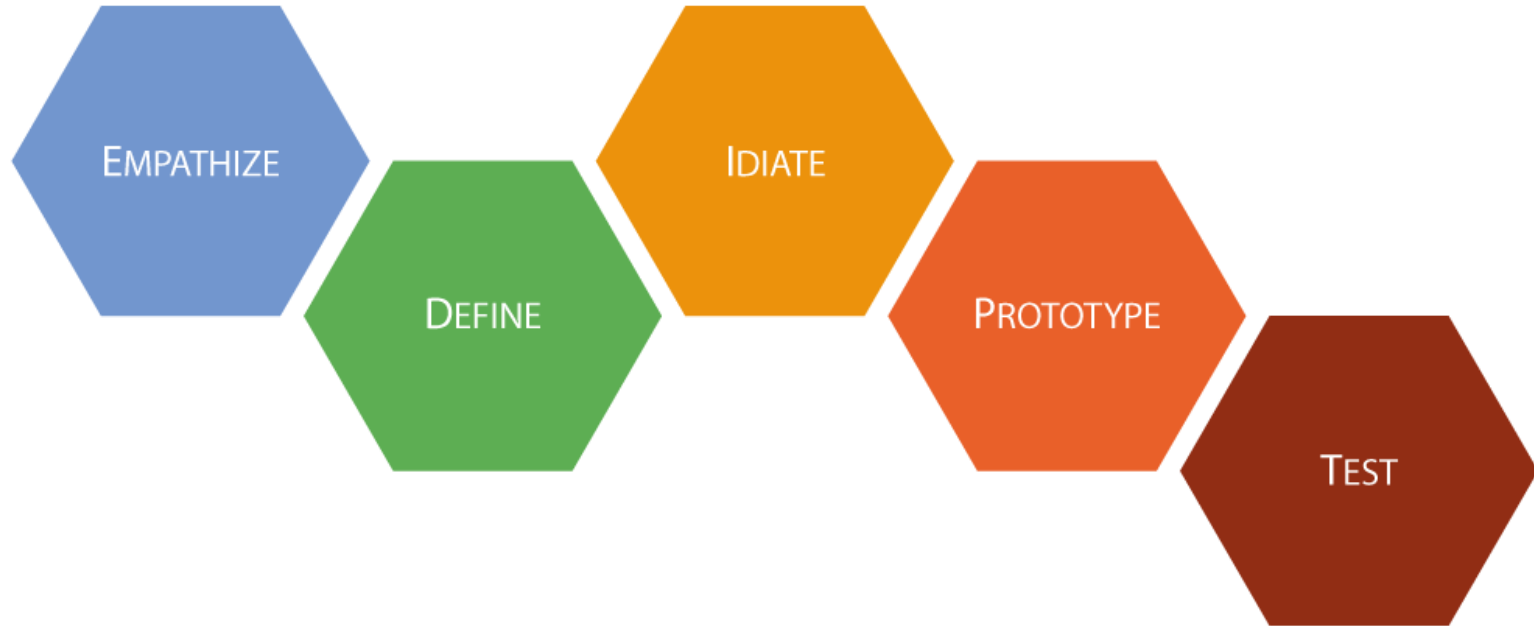 EMPATHIZE
DEFINE
IDIATE
PROTOTYPE
TEST